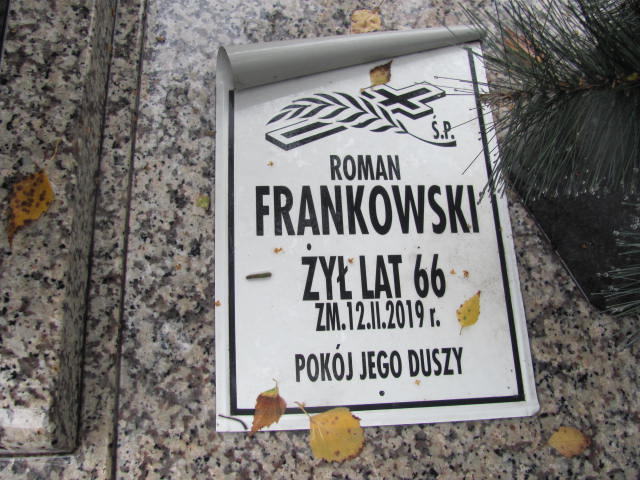 Ś.P.
ROMAN
FRANKOWSKI
ŻYŁ LAT 66
ZM.12.II.2019 r.
POKÓJ JEGO DUSZY